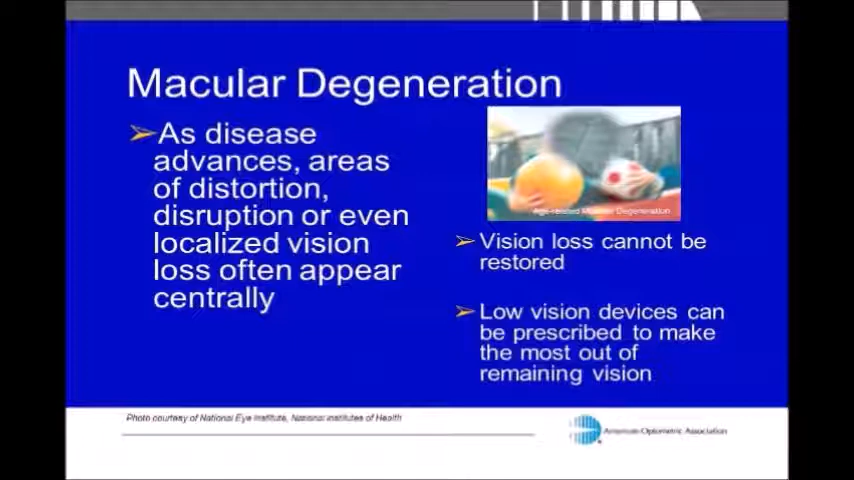 Macular Degeneration
➢As disease
advances, areas
of distortion,
disruption or even
localized vision
loss often appear
centrally
Age-related Macular Degeneration
➢Vision loss cannot be
restored
➢Low vision devices can
be prescribed to make
the most out of
remaining vision
Photo courtesy of National Eye Institute, National Institutes of Health
American Optometric Association